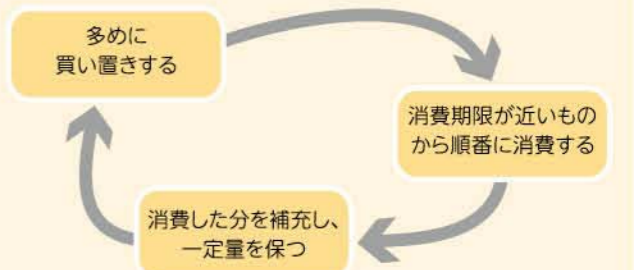 多めに
買い置きする
消費期限が近いもの
から順番に消費する
消費した分を補充し、
一定量を保つ